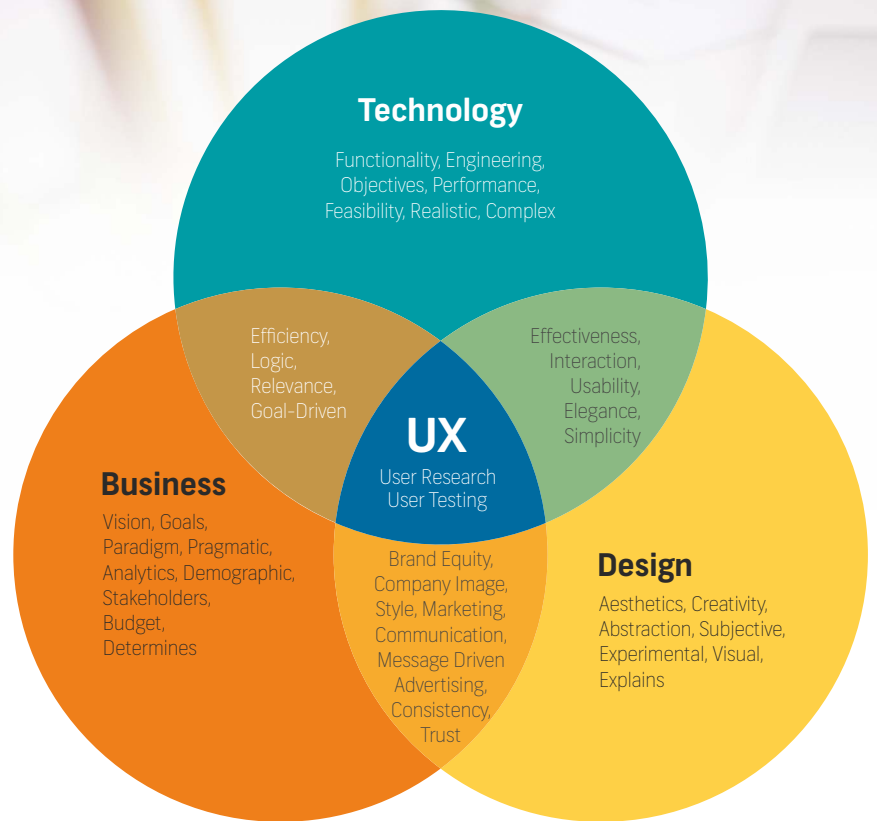 Technology
Functionality, Engineering,
Objectives, Performance,
Feasibility, Realistic, Complex
Efficiency,
Logic,
Relevance,
Goal-Driven
Effectiveness,
Interaction,
Usability,
Elegance,
Simplicity
UX
User Research
User Testing
Business
Vision, Goals,
Paradigm, Pragmatic,
Analytics, Demographic,
Stakeholders,
Budget,
Determines
Brand Equity,
Company Image,
Style, Marketing,
Communication,
Message Driven
Advertising,
Consistency,
Trust
Design
Aesthetics, Creativity,
Abstraction, Subjective,
Experimental, Visual,
Explains